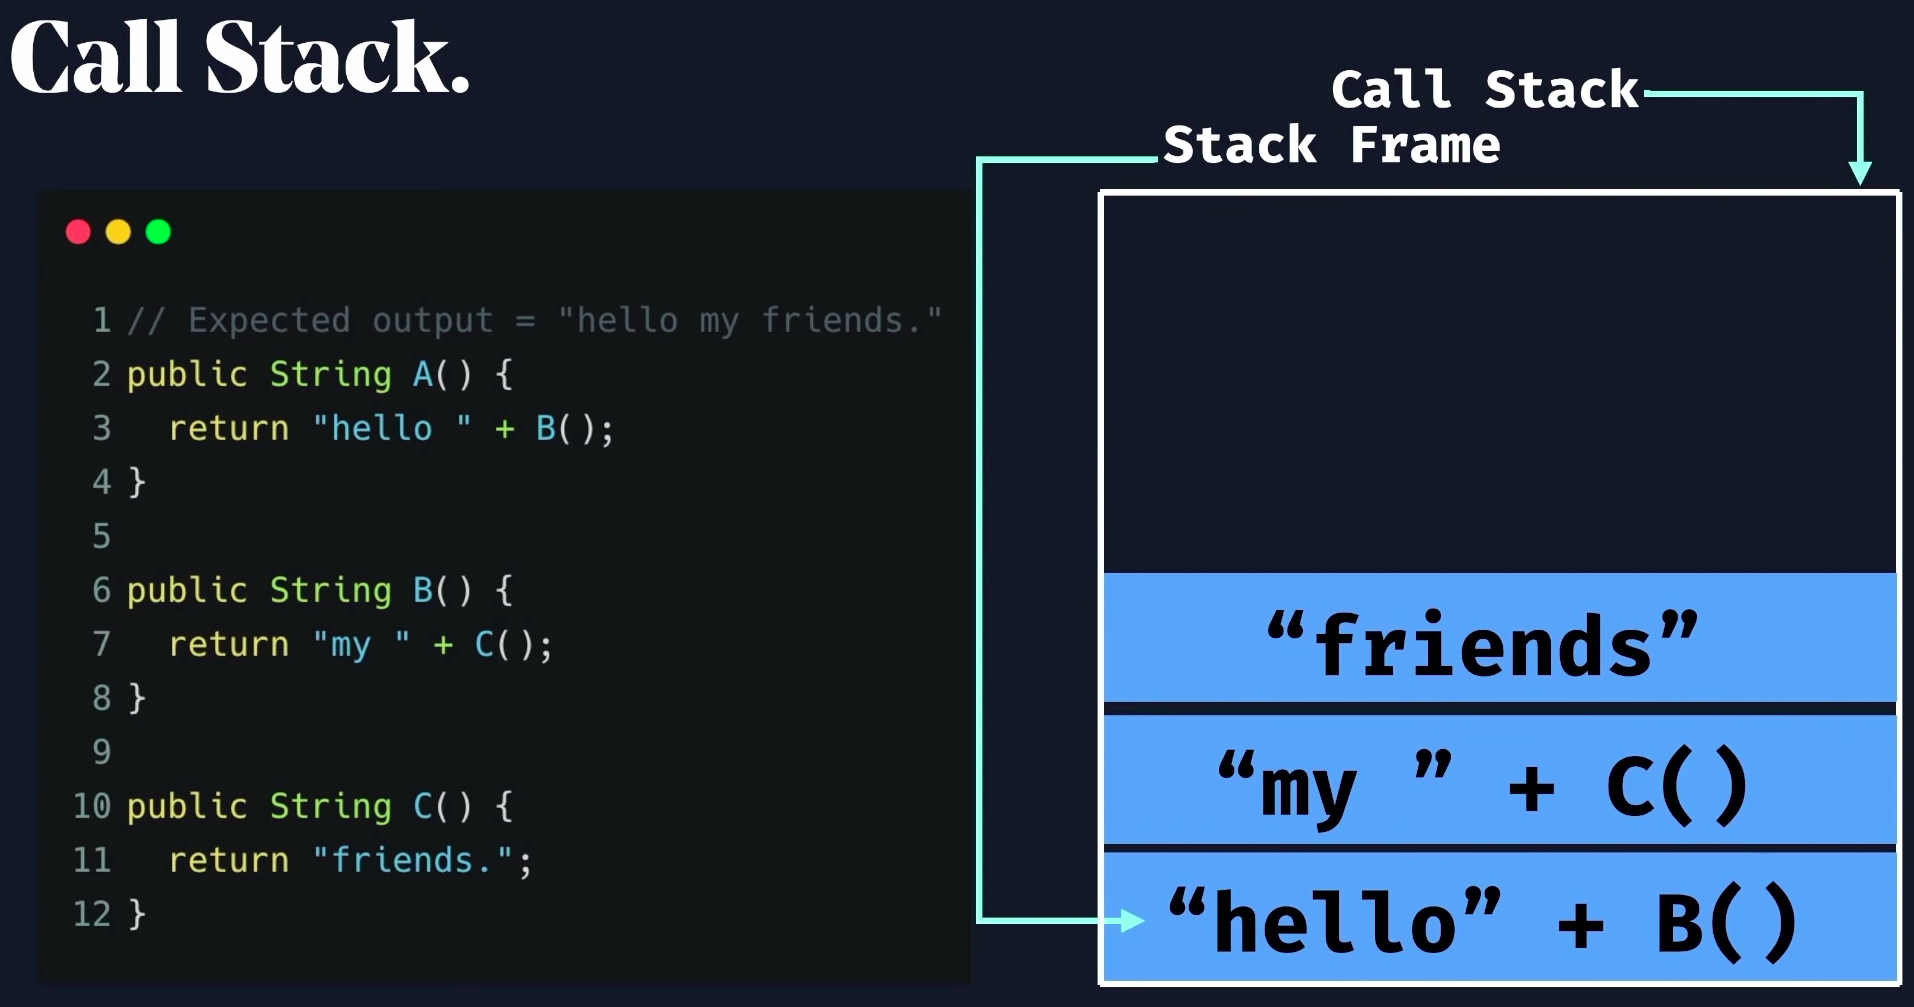 Call Stack.
Call Stack
Stack Frame
1 // Expected output = "hello my friends."
2 public String A() {
3   return "hello " + B();
4 }
5
6 public String B() {
7   return "my " + C();
8 }
9
10 public String C() {
11   return "friends.";
12 }
“friends”
“my ” + C()
“hello” + B()